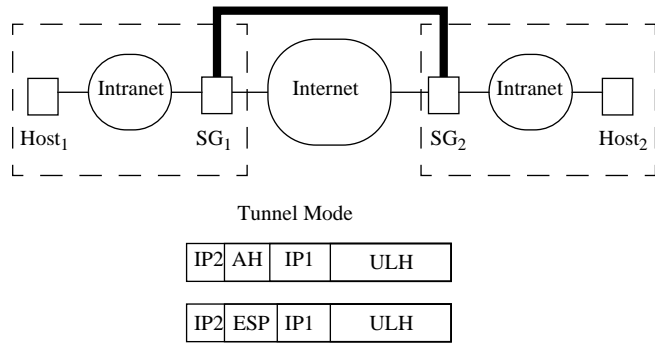 Intranet Internet Intranet
Host1 SG1 SG2 Host2
Tunnel Mode
IP2 AH IP1 ULH
IP2 ESP IP1 ULH